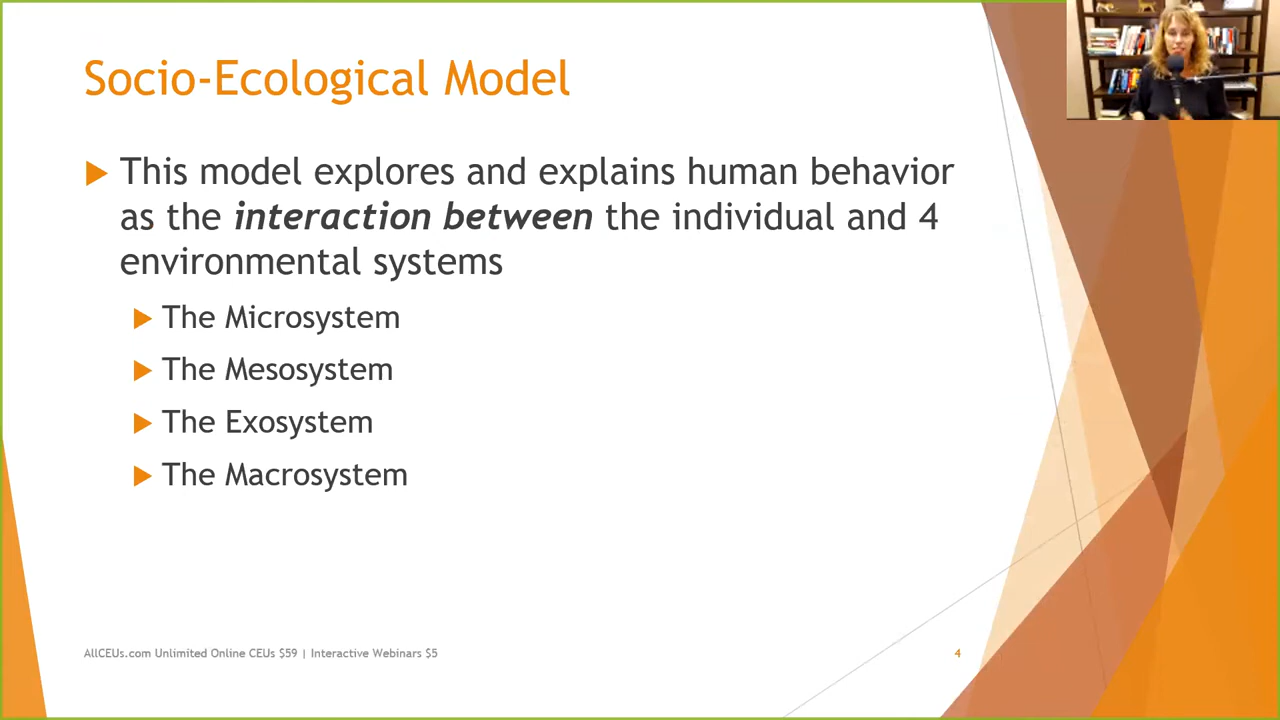 Socio-Ecological Model
This model explores and explains human behavior
as the interaction between the individual and 4
environmental systems
The Microsystem
The Mesosystem
The Exosystem
The Macrosystem
AllCEUs.com Unlimited Online CEUs $59 | Interactive Webinars $5
4